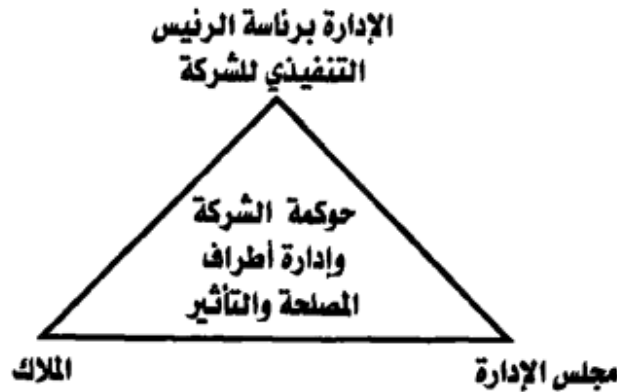 الإدارة برئاسة الرئيس
التنفيذي للشركة
حوكمة الشركة
وإدارة أطراف
المصلحة والتأثير
مجلس الإدارة
الملاك